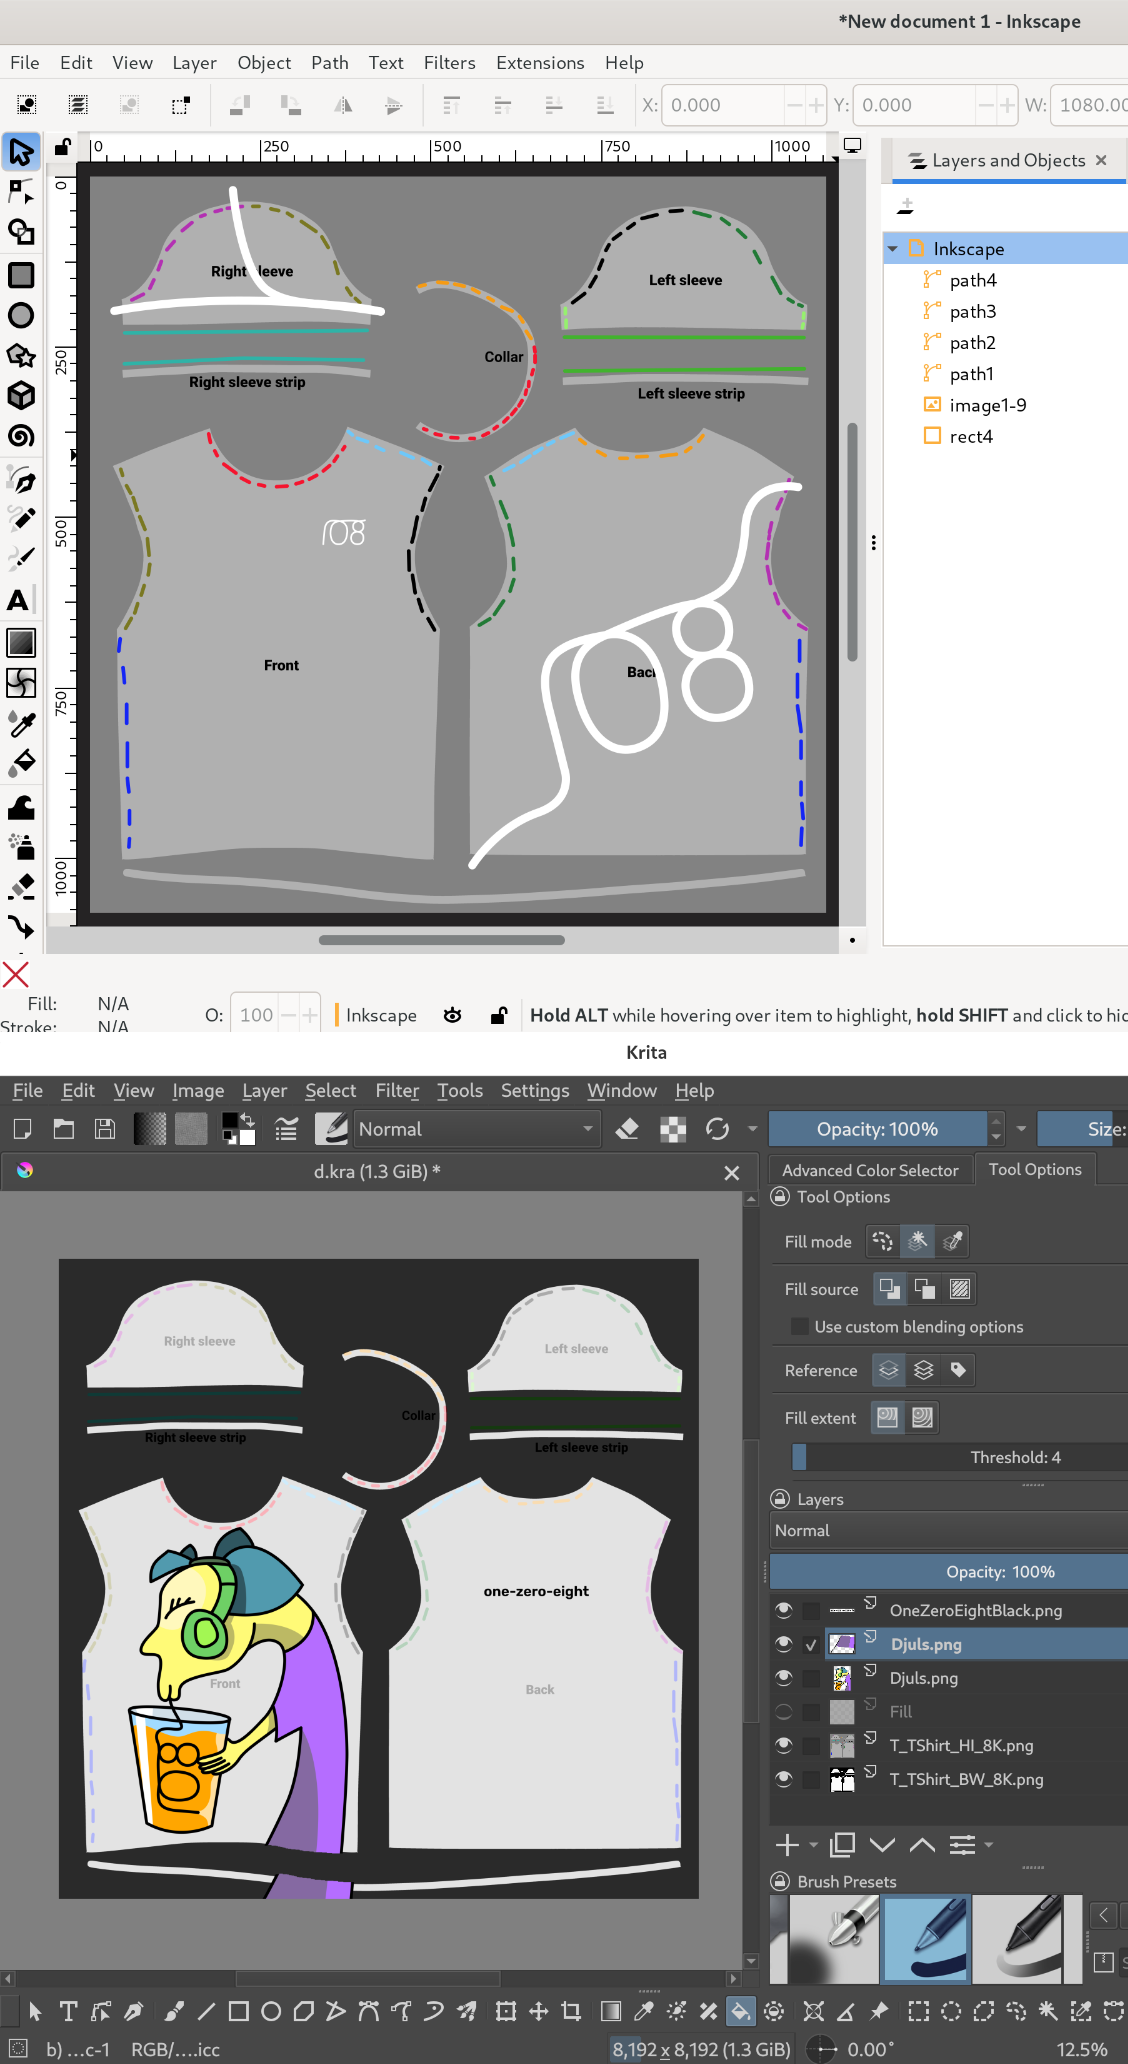 *New document 1 - Inkscape
File Edit View Layer Object Path Text Filters Extensions Help
X: 0.000 Y: 0.000 W: 1080.00
0 250 500 750 1000
Layers and Objects
0
250
500
750
1000
Right sleeve
Left sleeve
Collar
Right sleeve strip
Left sleeve strip
108
Front
Back
108
Inkscape
path4
path3
path2
path1
image1-9
rect4
Fill: N/A
Stroke: N/A
O: 100
Inkscape
Hold ALT while hovering over item to highlight, hold SHIFT and click to hid
Krita
File Edit View Image Layer Select Filter Tools Settings Window Help
Normal
Opacity: 100%
Size:
d.kra (1.3 GiB) *
Advanced Color Selector Tool Options
Tool Options
Fill mode
Fill source
Use custom blending options
Reference
Fill extent
Threshold: 4
Right sleeve
Left sleeve
Collar
Right sleeve strip
Left sleeve strip
one-zero-eight
Front
Back
Layers
Normal
Opacity: 100%
OneZeroEightBlack.png
Djuls.png
Djuls.png
Fill
T_TShirt_HI_8K.png
T_TShirt_BW_8K.png
Brush Presets
b) ...c-1 RGB/....icc 8,192 x 8,192 (1.3 GiB) 0.00° 12.5%